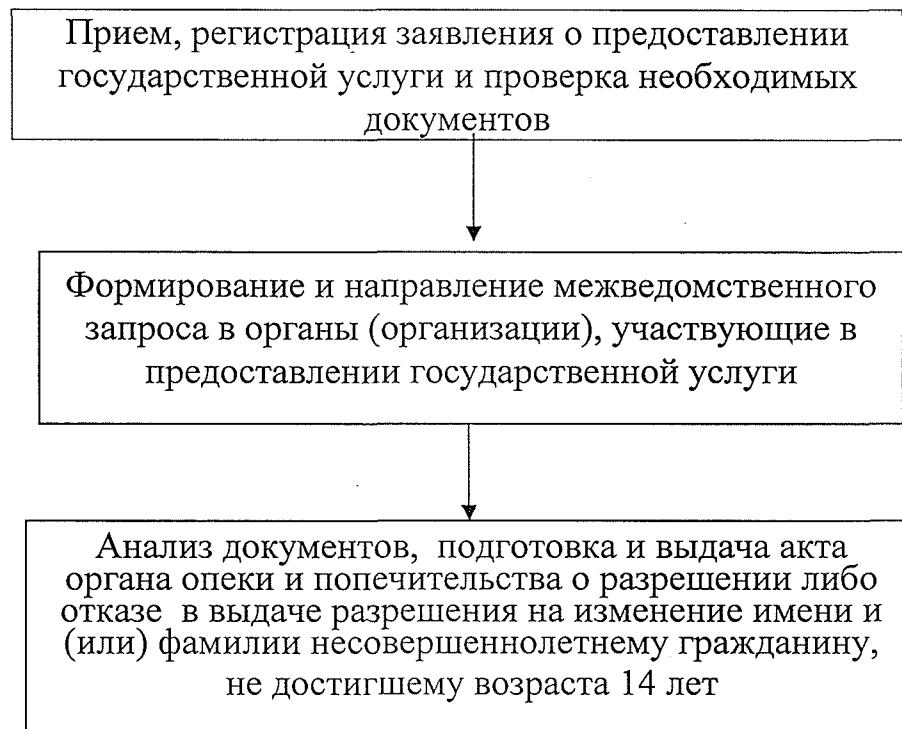 Прием, регистрация заявления о предоставлении
государственной услуги и проверка необходимых
документов
Формирование и направление межведомственного
запроса в органы (организации), участвующие в
предоставлении государственной услуги
Анализ документов, подготовка и выдача акта
органа опеки и попечительства о разрешении либо
отказе в выдаче разрешения на изменение имени и
(или) фамилии несовершеннолетнему гражданину,
не достигшему возраста 14 лет